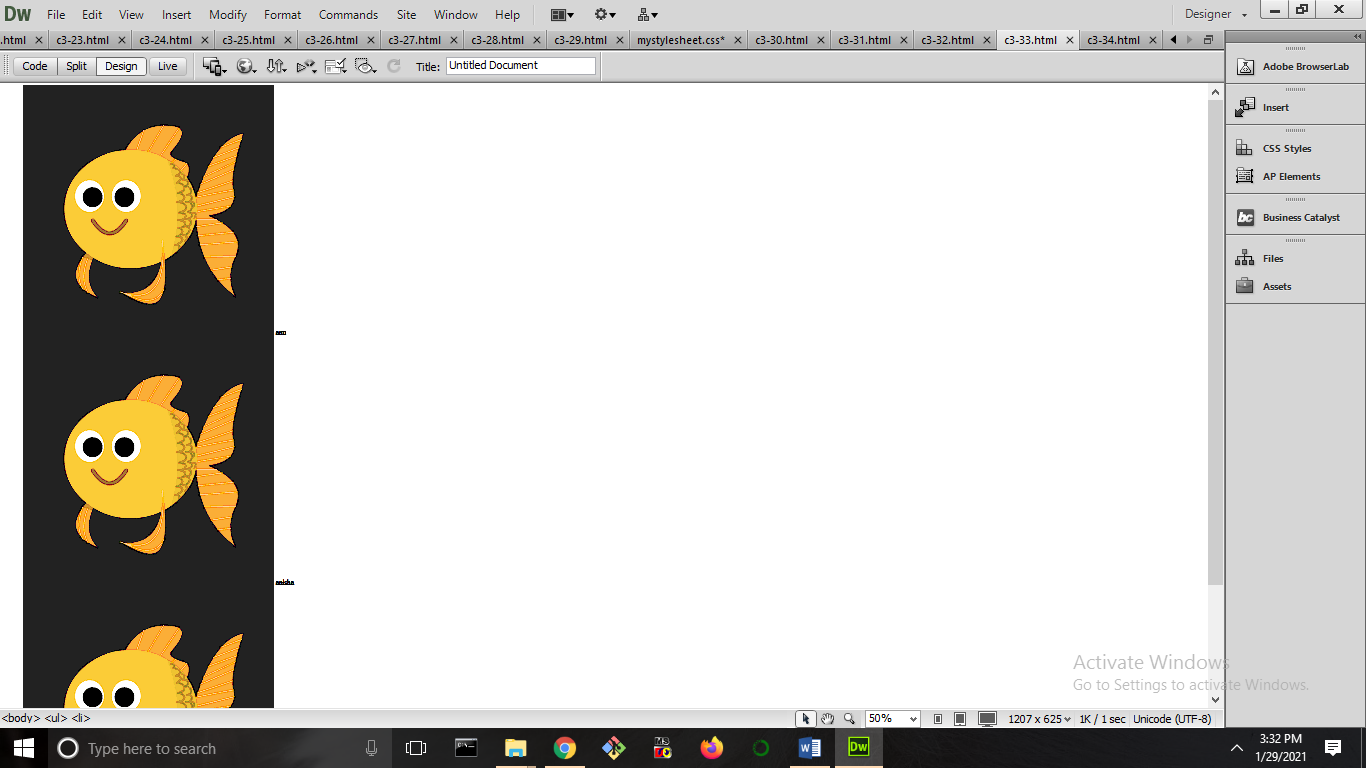 Dw File Edit View Insert Modify Format Commands Site Window Help Designer
.html c3-23.html c3-24.html c3-25.html c3-26.html c3-27.html c3-28.html c3-29.html mystylesheet.css* c3-30.html c3-31.html c3-32.html c3-33.html c3-34.html
Code Split Design Live Title: Untitled Document
Adobe BrowserLab
Insert
CSS Styles
AP Elements
bc Business Catalyst
Files
Assets
Activate Windows
Go to Settings to activate Windows.
<body> <ul> <li> 50% 1207 x 625 1K / 1 sec Unicode (UTF-8)
Type here to search
Dw
3:32 PM
1/29/2021